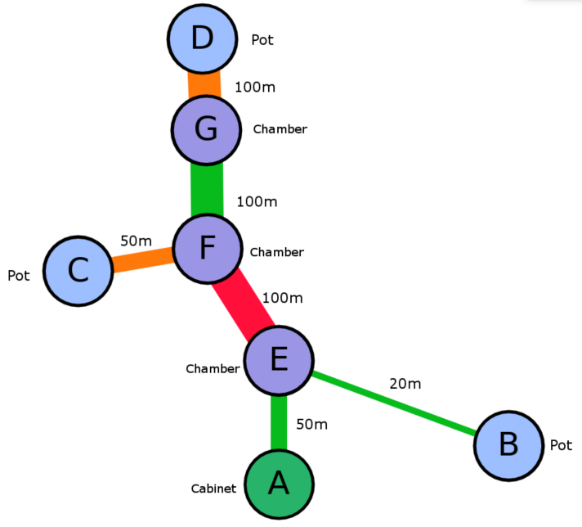 D Pot
100m
G Chamber
100m
50m
F Chamber
Pot C
100m
Chamber E
20m
50m
B Pot
Cabinet A